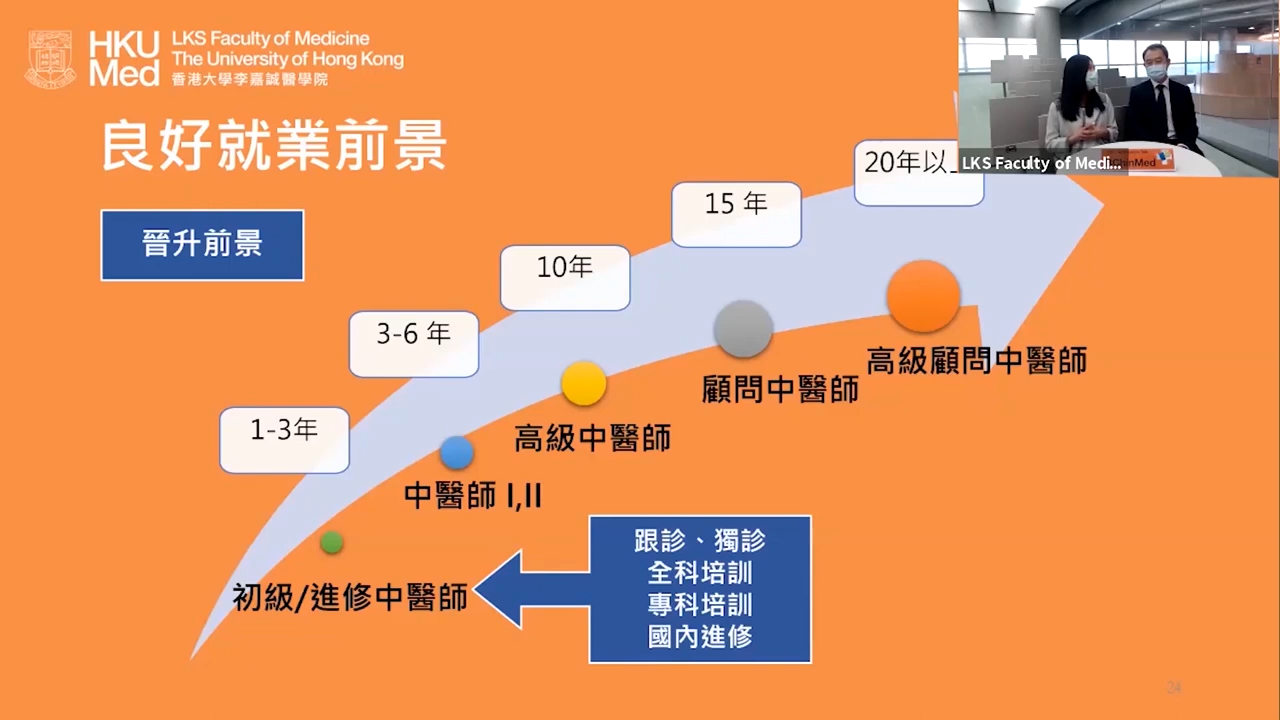 HKU
Med
LKS Faculty of Medicine
The University of Hong Kong
香港大學李嘉誠醫學院
良好就業前景
晉升前景
20年以
LKS Faculty of Medi...
ChinMed
15 年
10年
3-6 年
1-3年
高級顧問中醫師
顧問中醫師
高級中醫師
中醫師 I,II
初級/進修中醫師
跟診、獨診
全科培訓
專科培訓
國內進修
24